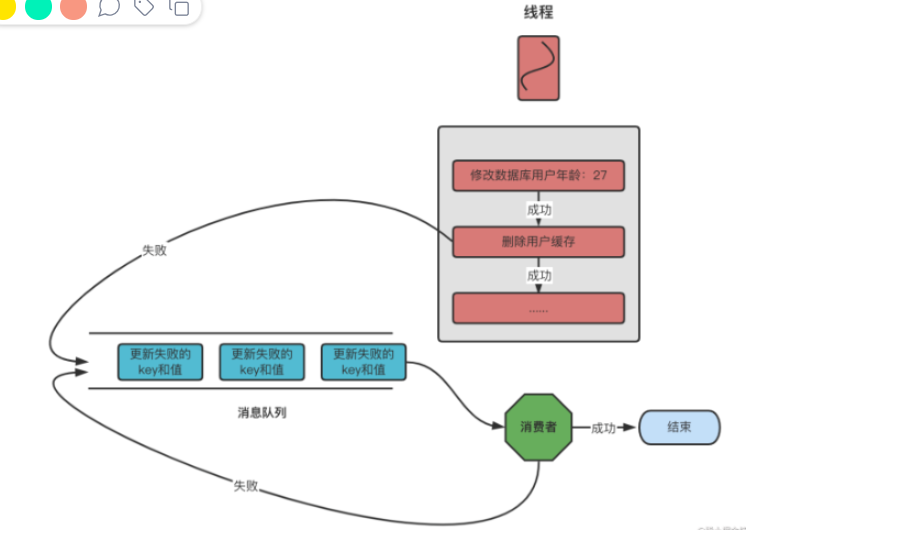 线程
修改数据库用户年龄：27
成功
删除用户缓存
成功
......
失败
更新失败的
key和值
更新失败的
key和值
更新失败的
key和值
消息队列
消费者
成功
结束
失败